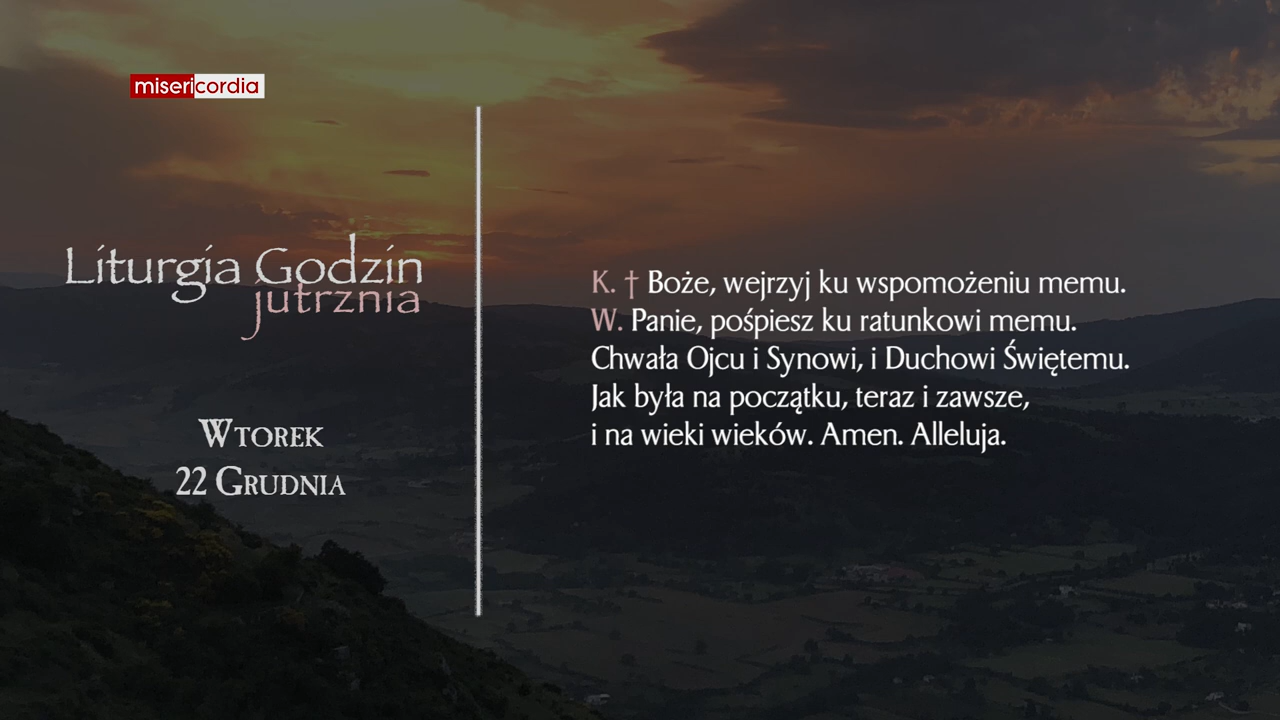 misericordia
Liturgia Godzin
jutrznia
Wtorek
22 Grudnia
K. † Boże, wejrzyj ku wspomożeniu memu.
W. Panie, pośpiesz ku ratunkowi memu.
Chwała Ojcu i Synowi, i Duchowi Świętemu.
Jak była na początku, teraz i zawsze,
i na wieki wieków. Amen. Alleluja.